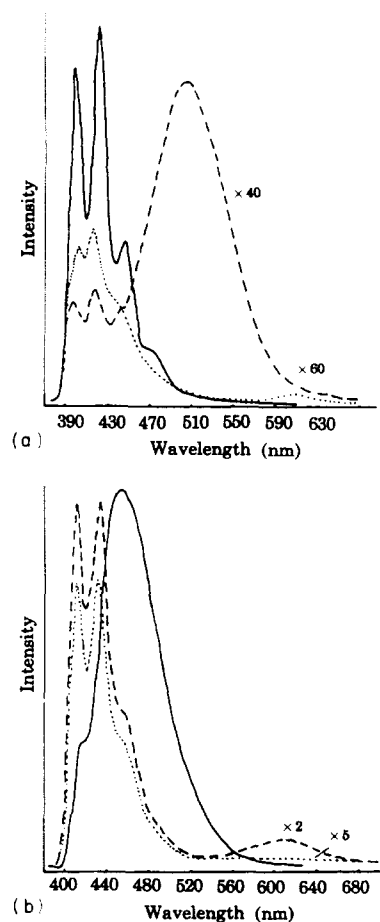 Intensity
× 40
× 60
390 430 470 510 550 590 630
Wavelength (nm)
(a)
Intensity
× 2
× 5
400 440 480 520 560 600 640 680
Wavelength (nm)
(b)